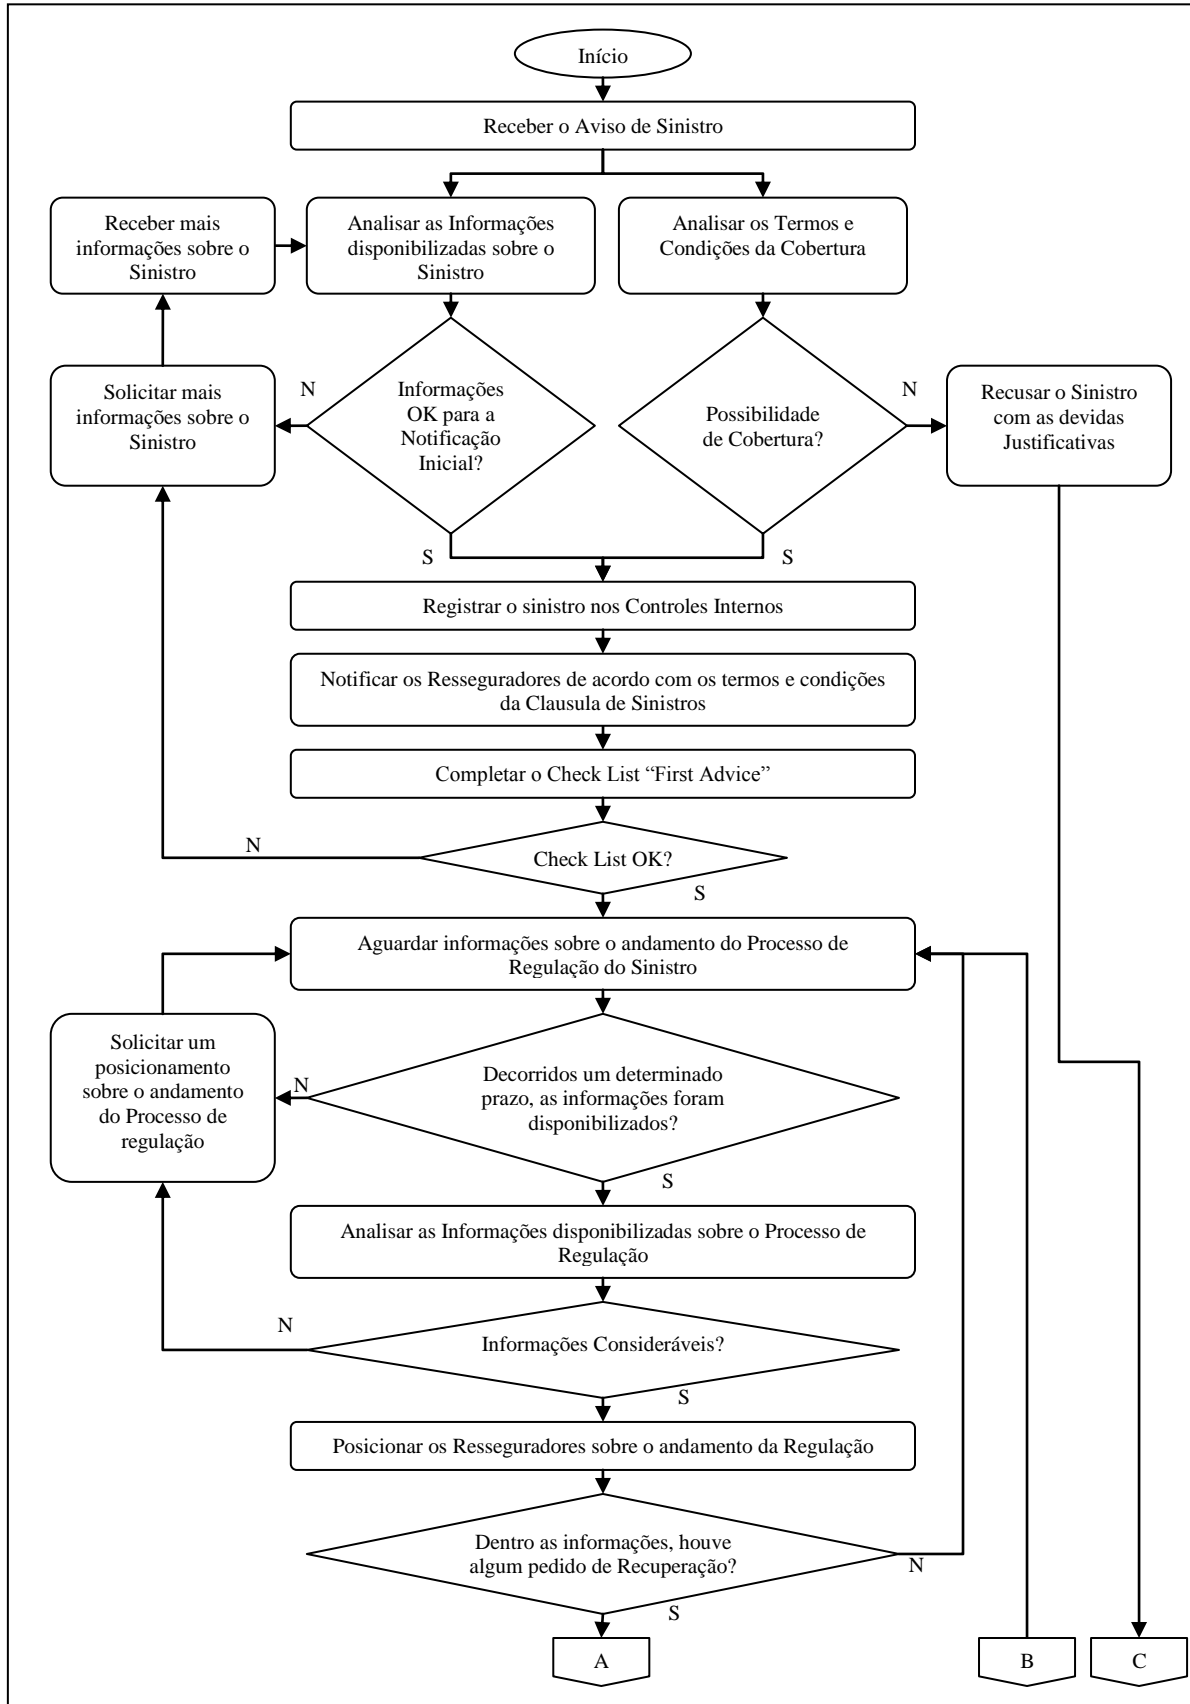 Início
Receber o Aviso de Sinistro
Receber mais
informações sobre o
Sinistro
Analisar as Informações
disponibilizadas sobre o
Sinistro
Analisar os Termos e
Condições da Cobertura
Solicitar mais
informações sobre o
Sinistro
N
Informações
OK para a
Notificação
Inicial?
Possibilidade
de Cobertura?
N
Recusar o Sinistro
com as devidas
Justificativas
S
S
Registrar o sinistro nos Controles Internos
Notificar os Resseguradores de acordo com os termos e condições
da Clausula de Sinistros
Completar o Check List “First Advice”
N
Check List OK?
S
Aguardar informações sobre o andamento do Processo de
Regulação do Sinistro
Solicitar um
posicionamento
sobre o andamento
do Processo de
regulação
N
Decorridos um determinado
prazo, as informações foram
disponibilizados?
S
Analisar as Informações disponibilizadas sobre o Processo de
Regulação
N
Informações Consideráveis?
S
Posicionar os Resseguradores sobre o andamento da Regulação
Dentro as informações, houve
algum pedido de Recuperação?
N
S
A
B
C